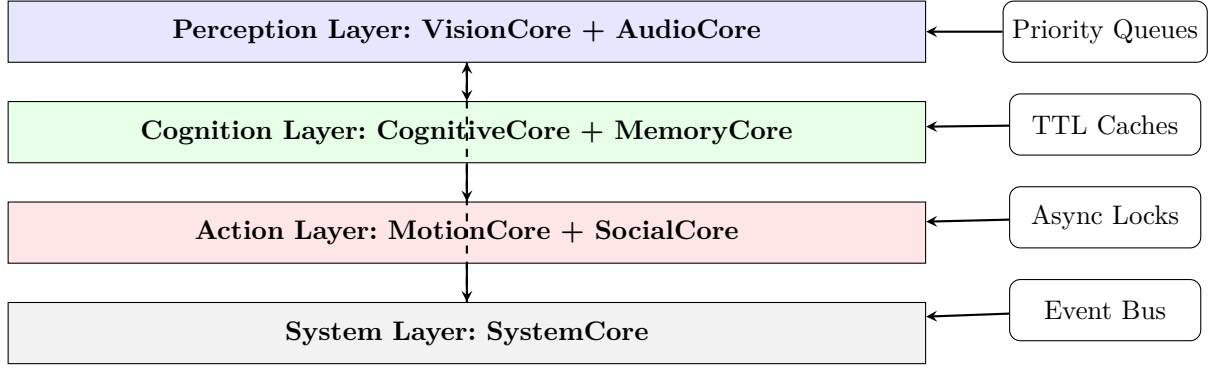 Perception Layer: VisionCore + AudioCore
Priority Queues
Cognition Layer: CognitiveCore + MemoryCore
TTL Caches
Action Layer: MotionCore + SocialCore
Async Locks
System Layer: SystemCore
Event Bus